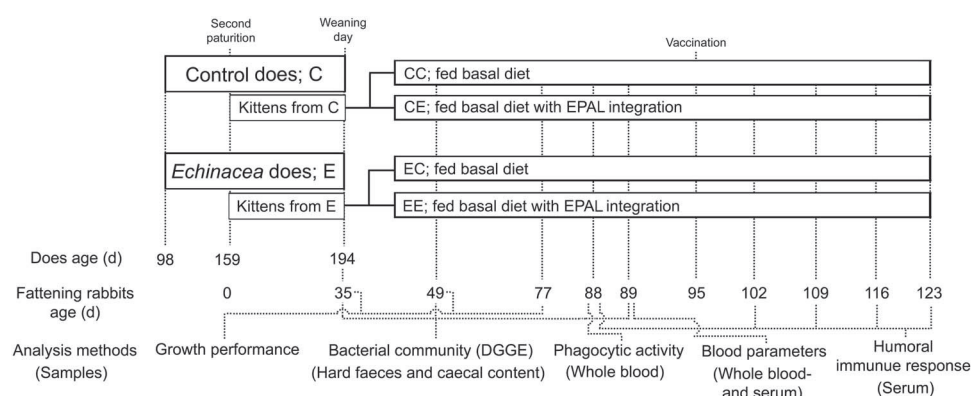 Second
paturition
Weaning
day
Vaccination
Control does; C
CC; fed basal diet
Kittens from C
CE; fed basal diet with EPAL integration
Echinacea does; E
EC; fed basal diet
Kittens from E
EE; fed basal diet with EPAL integration
Does age (d) 98 159 194
Fattening rabbits
age (d)
0 35 49 77 88 89 95 102 109 116 123
Analysis methods
(Samples)
Growth performance
Bacterial community (DGGE)
(Hard faeces and caecal content)
Phagocytic activity
(Whole blood)
Blood parameters
(Whole blood-
and serum)
Humoral
immunue response
(Serum)